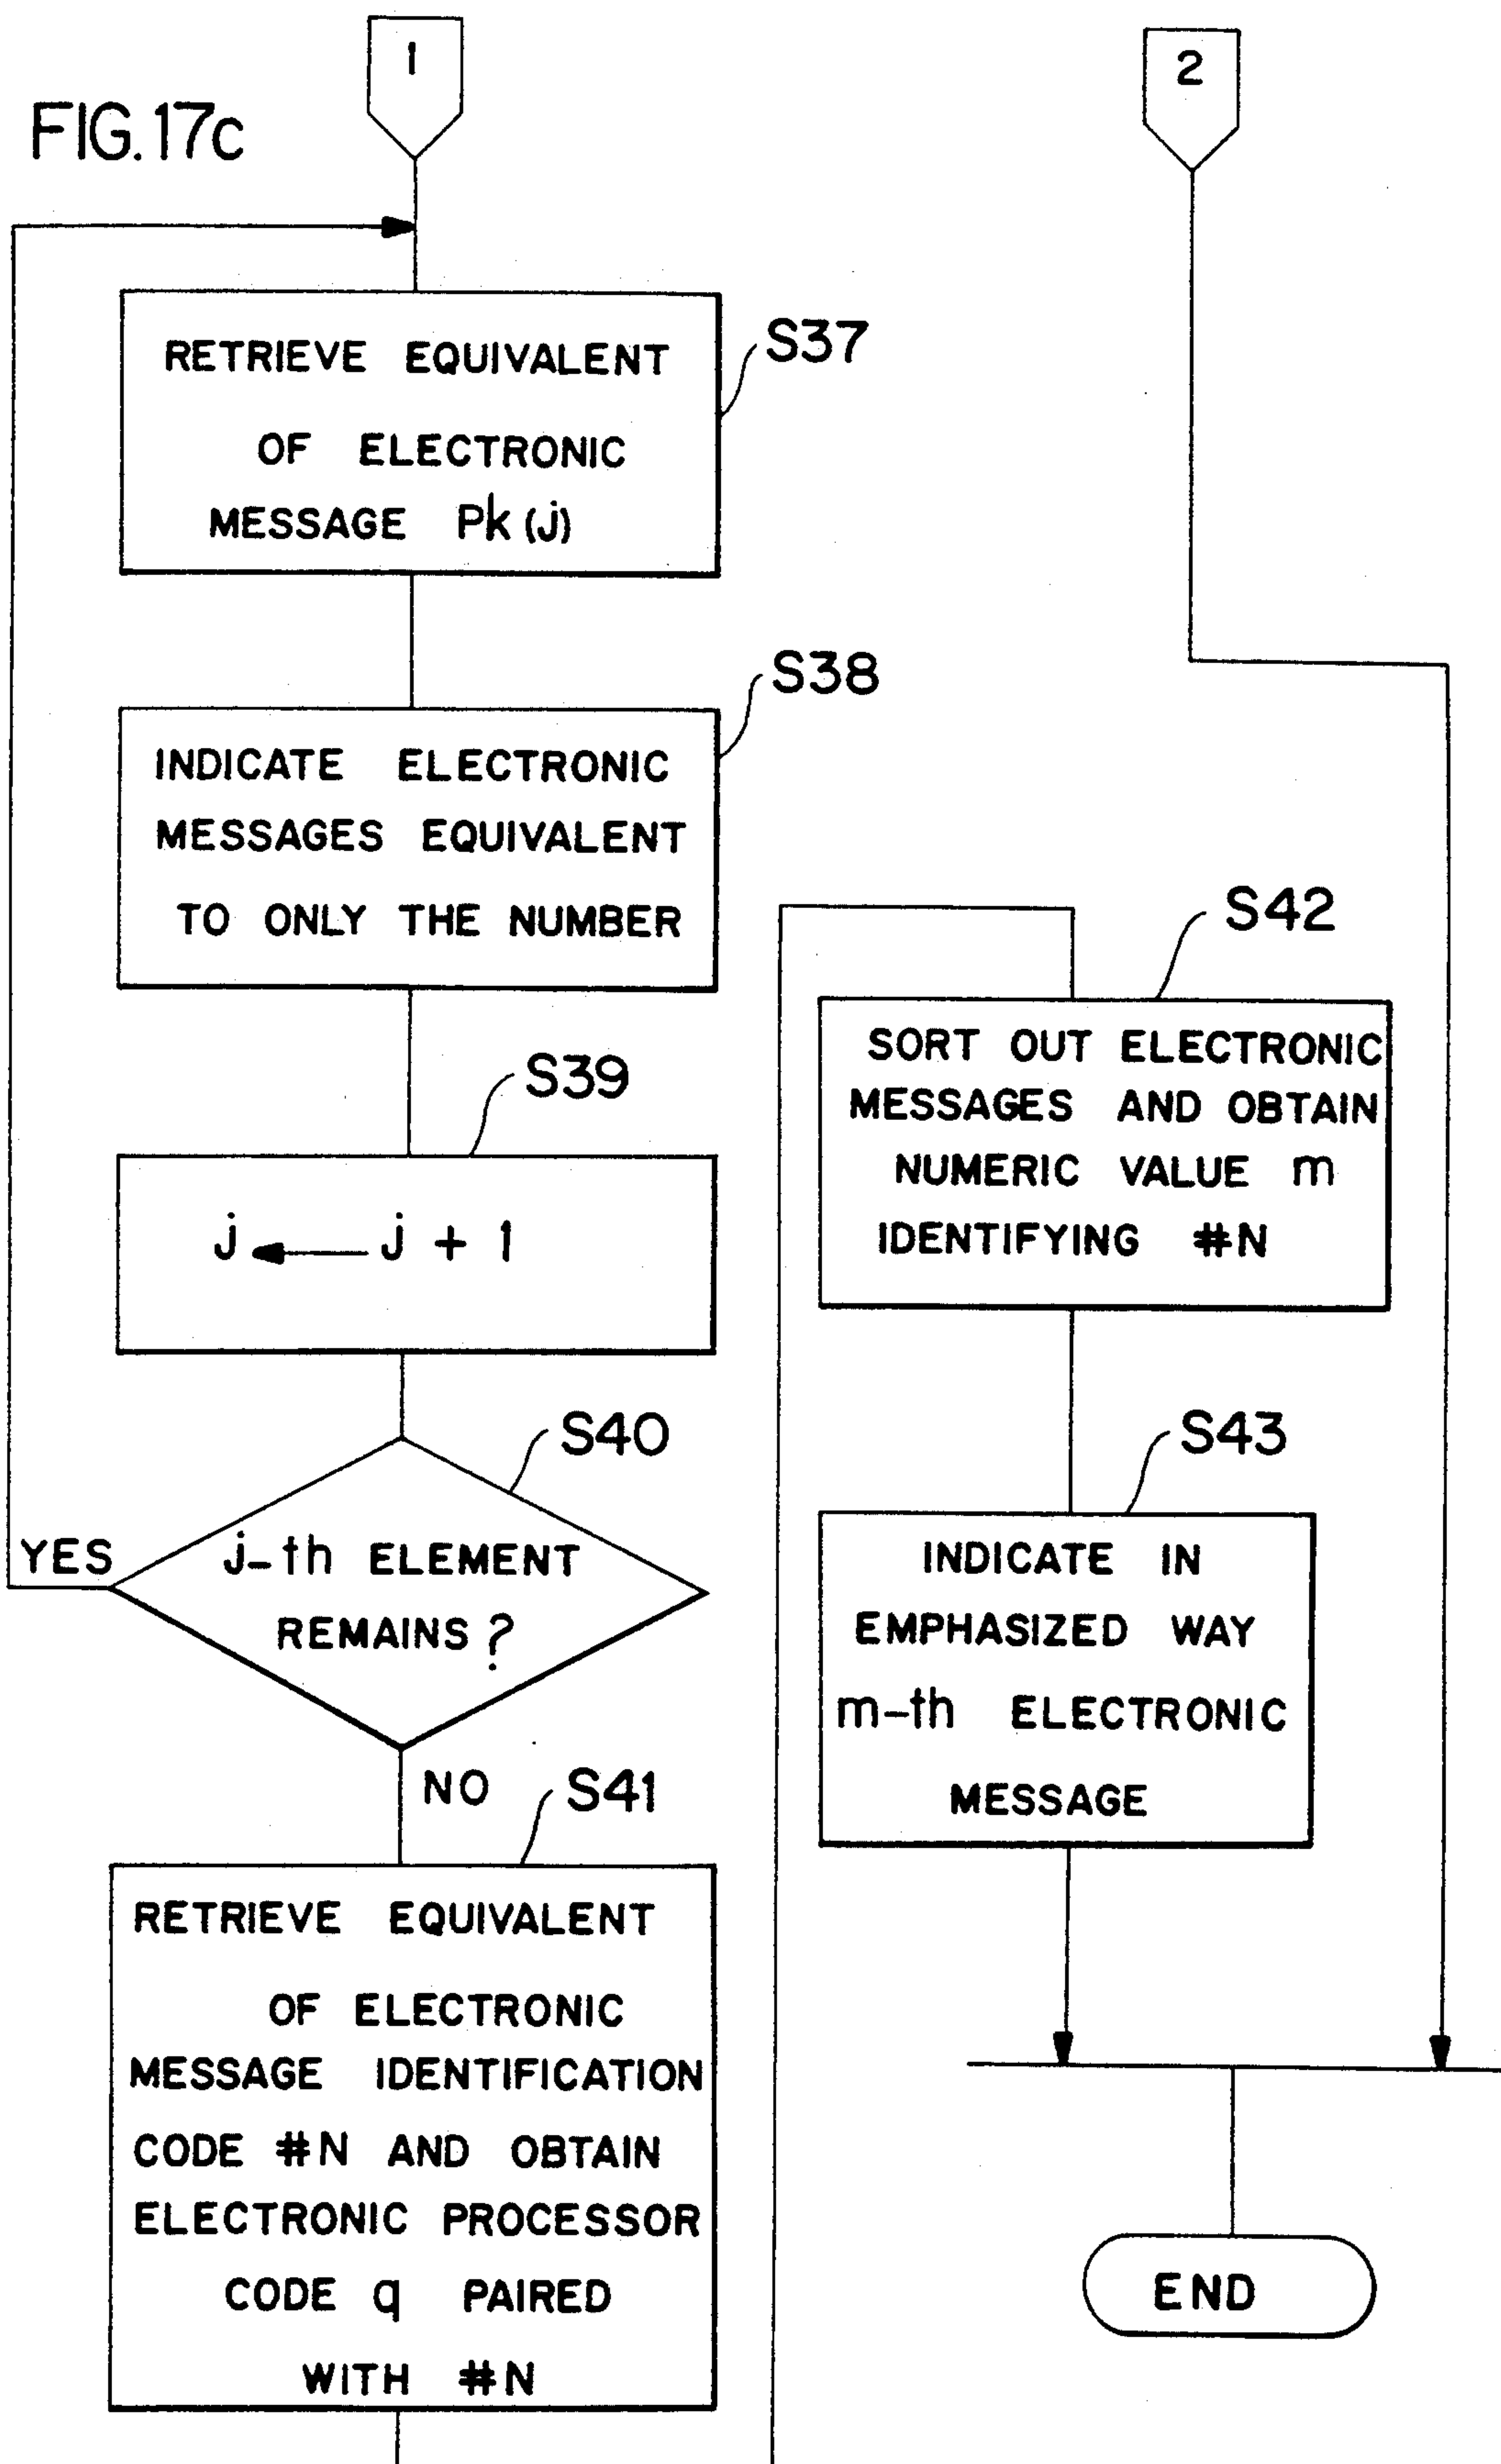 1
2
FIG. 17c
RETRIEVE EQUIVALENT
OF ELECTRONIC
MESSAGE Pk (j)
S37
INDICATE ELECTRONIC
MESSAGES EQUIVALENT
TO ONLY THE NUMBER
S38
j ← j + 1
S39
j-th ELEMENT
REMAINS ?
S40
YES
NO
S41
RETRIEVE EQUIVALENT
OF ELECTRONIC
MESSAGE IDENTIFICATION
CODE #N AND OBTAIN
ELECTRONIC PROCESSOR
CODE q PAIRED
WITH #N
S42
SORT OUT ELECTRONIC
MESSAGES AND OBTAIN
NUMERIC VALUE m
IDENTIFYING #N
S43
INDICATE IN
EMPHASIZED WAY
m-th ELECTRONIC
MESSAGE
END